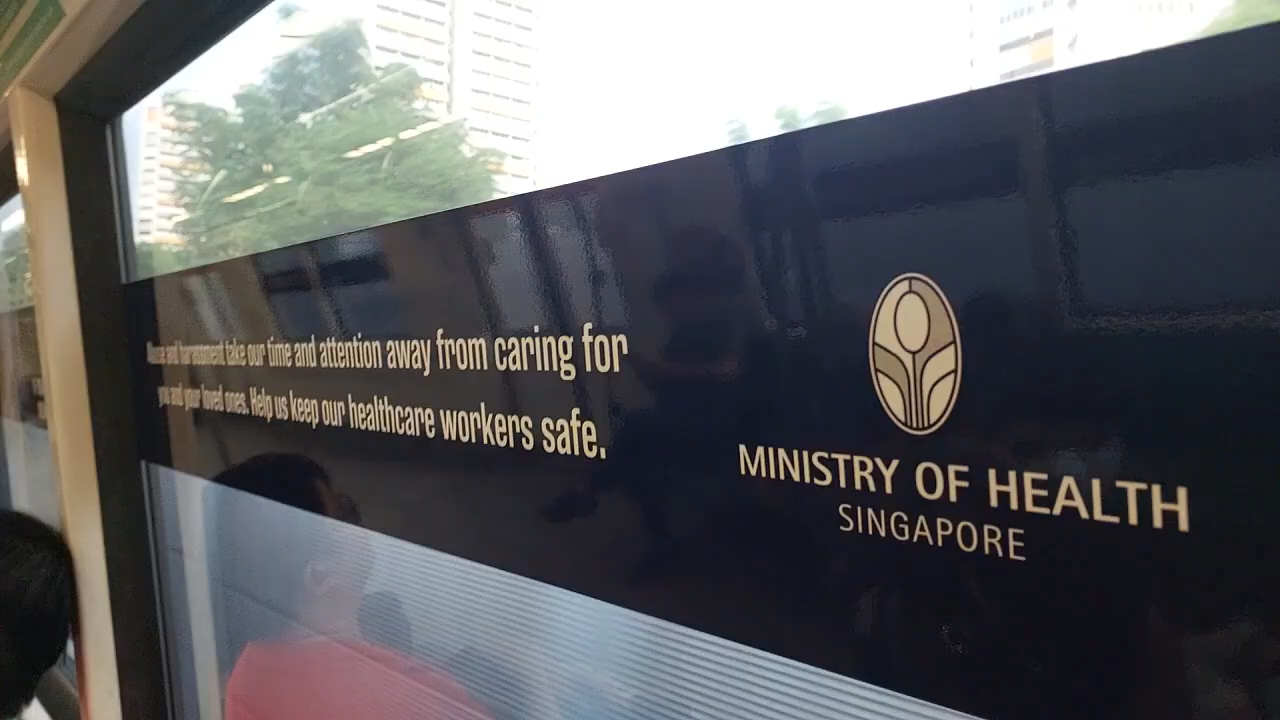 Abuse and harassment take our time and attention away from caring for
you and your loved ones. Help us keep our healthcare workers safe.
MINISTRY OF HEALTH
SINGAPORE